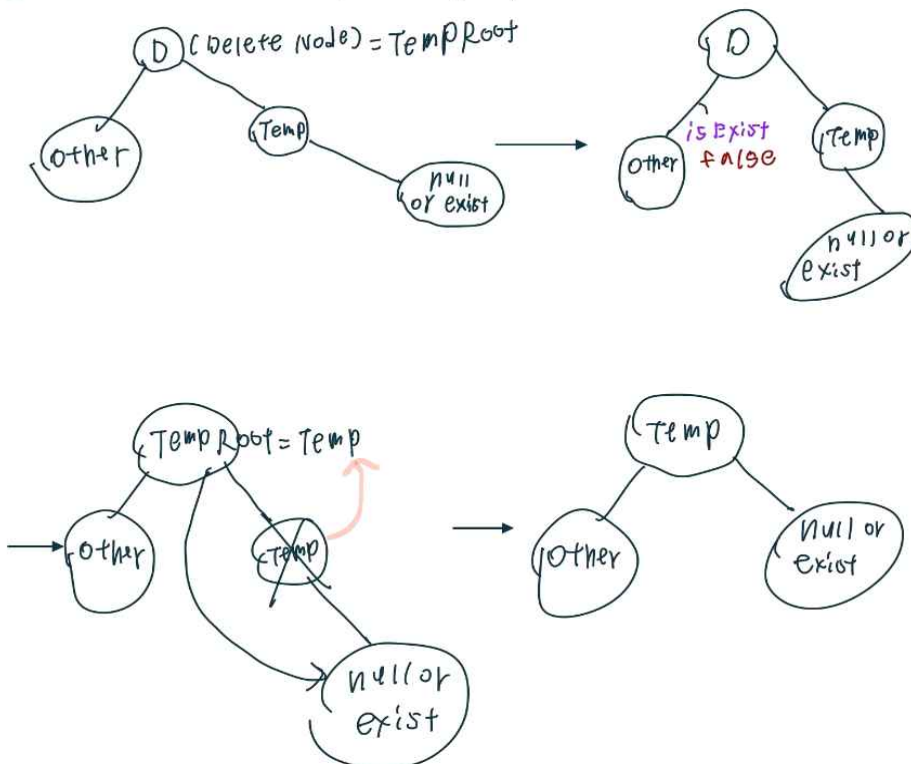 D (Delete Node) = TempRoot
Other
Temp
null
or exist
D
is Exist
false
Other
Temp
null or
exist
TempRoot = Temp
Other
Temp
null or
exist
Temp
Other
null or
exist